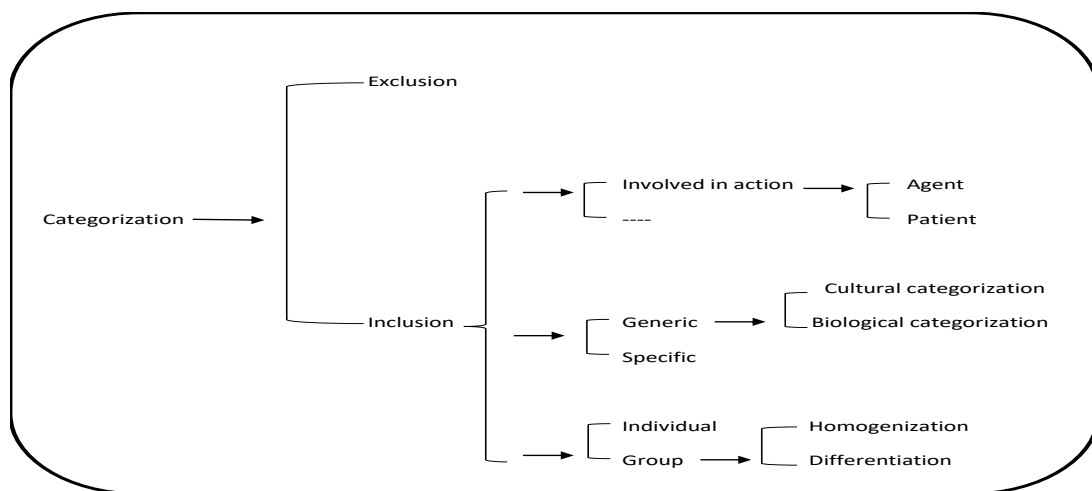 Exclusion
Involved in action
Agent
----
Patient
Categorization
Cultural categorization
Inclusion
Generic
Biological categorization
Specific
Individual
Homogenization
Group
Differentiation